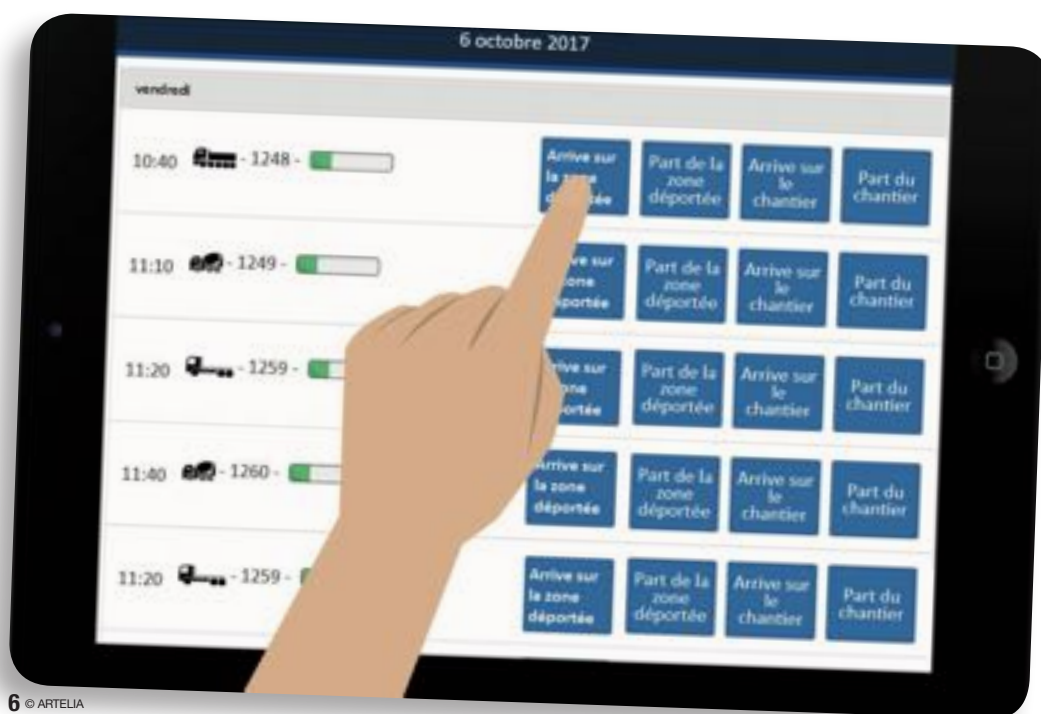 6 octobre 2017
vendredi
10:40 - 1248 -
Arrive sur
la zone
déportée
Part de la
zone
déportée
Arrive sur
le
chantier
Part du
chantier
11:10 - 1249 -
Part de la
zone
déportée
Arrive sur
le
chantier
Part du
chantier
11:20 - 1259 -
Part de la
zone
déportée
Arrive sur
le
chantier
Part du
chantier
11:40 - 1260 -
Arrive sur
la zone
déportée
Part de la
zone
déportée
Arrive sur
le
chantier
Part du
chantier
11:20 - 1259 -
Arrive sur
la zone
déportée
Part de la
zone
déportée
Arrive sur
le
chantier
Part du
chantier
6 © ARTELIA